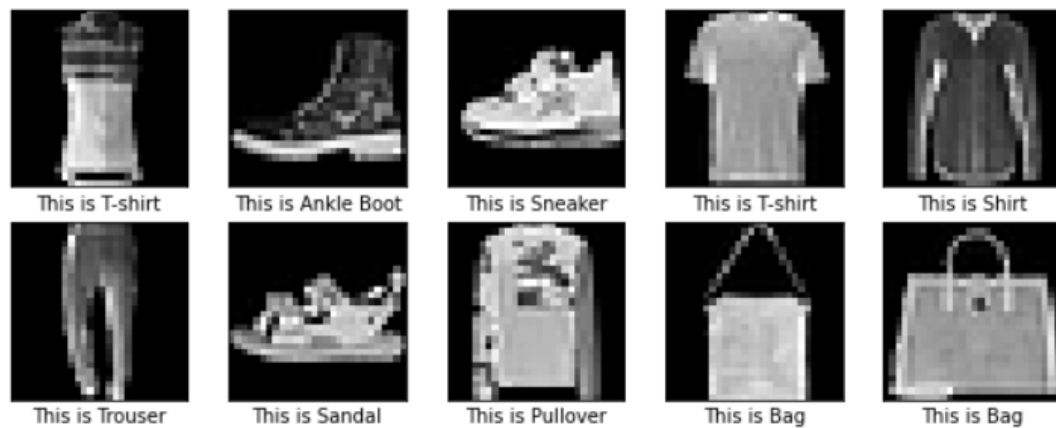 This is T-shirt
This is Ankle Boot
This is Sneaker
This is T-shirt
This is Shirt
This is Trouser
This is Sandal
This is Pullover
This is Bag
This is Bag